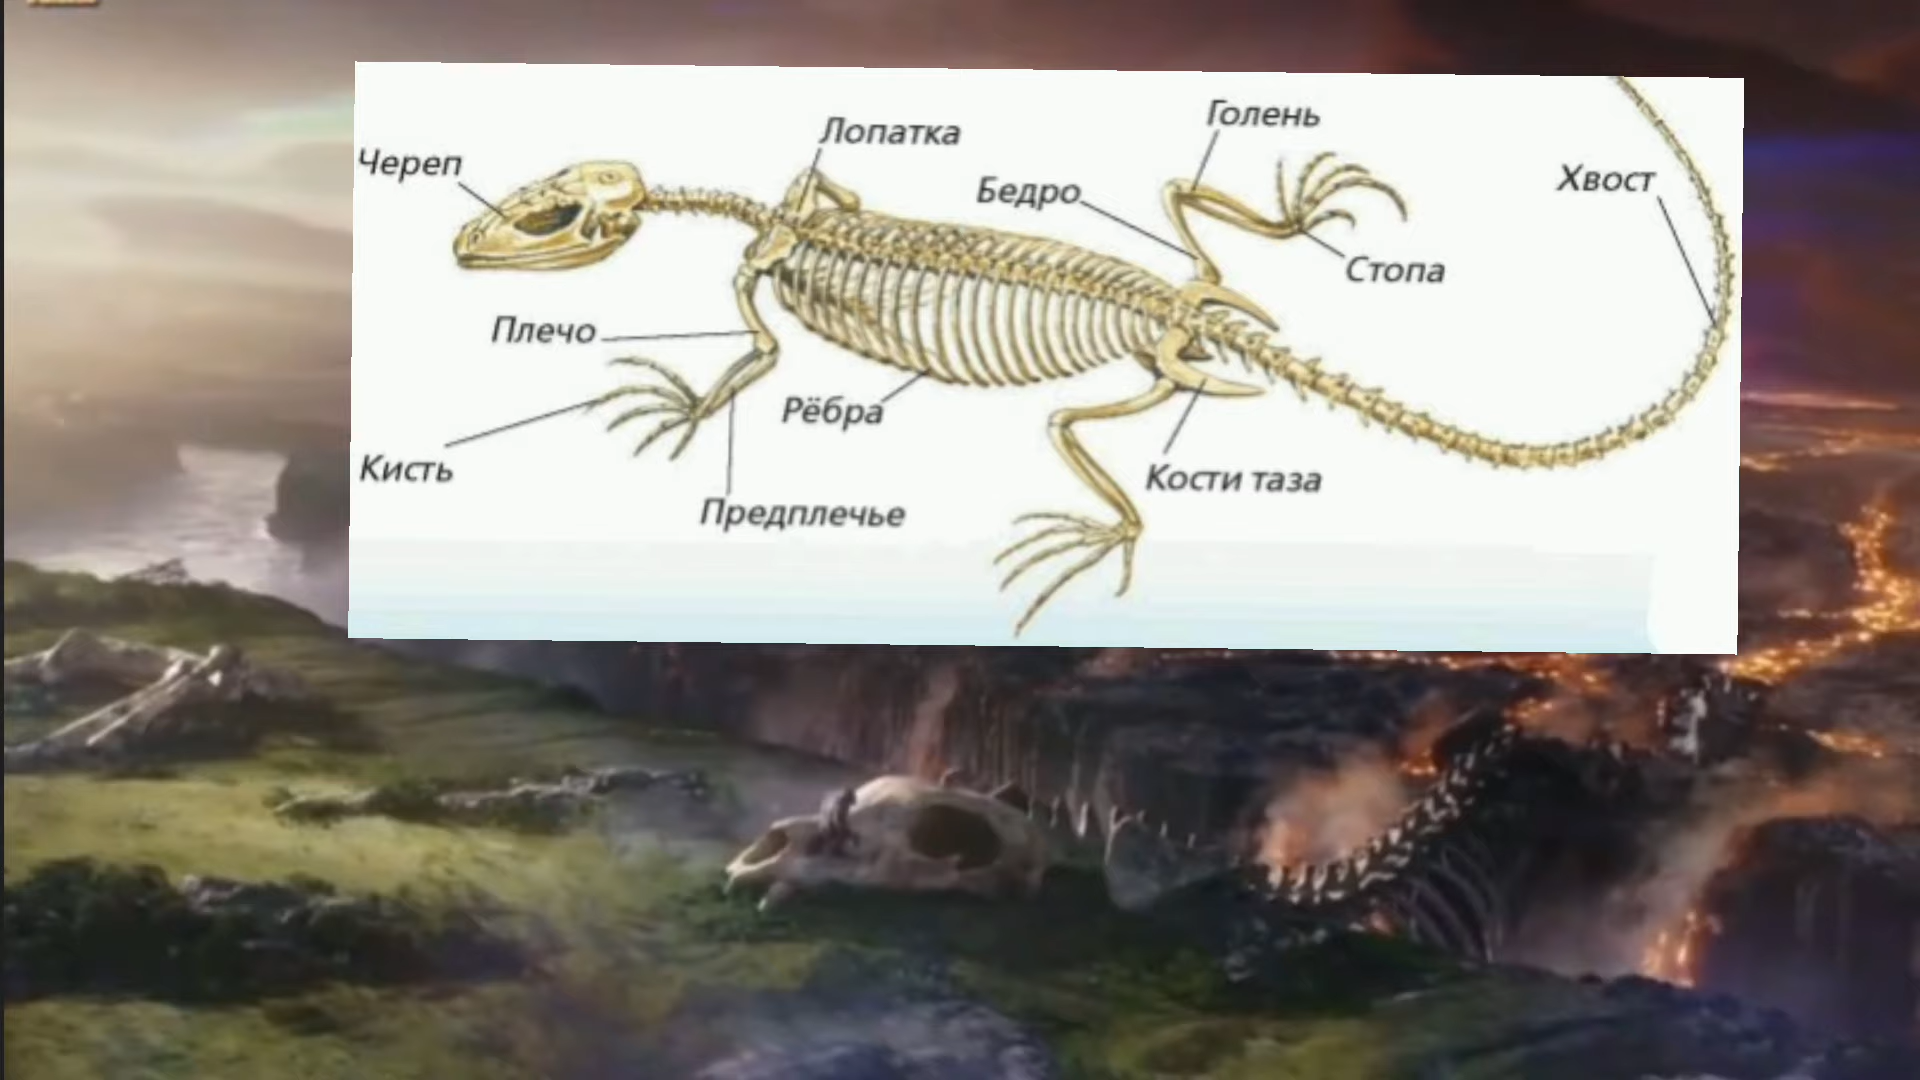 Череп
Лопатка
Голень
Бедро
Хвост
Стопа
Плечо
Рёбра
Кисть
Кости таза
Предплечье